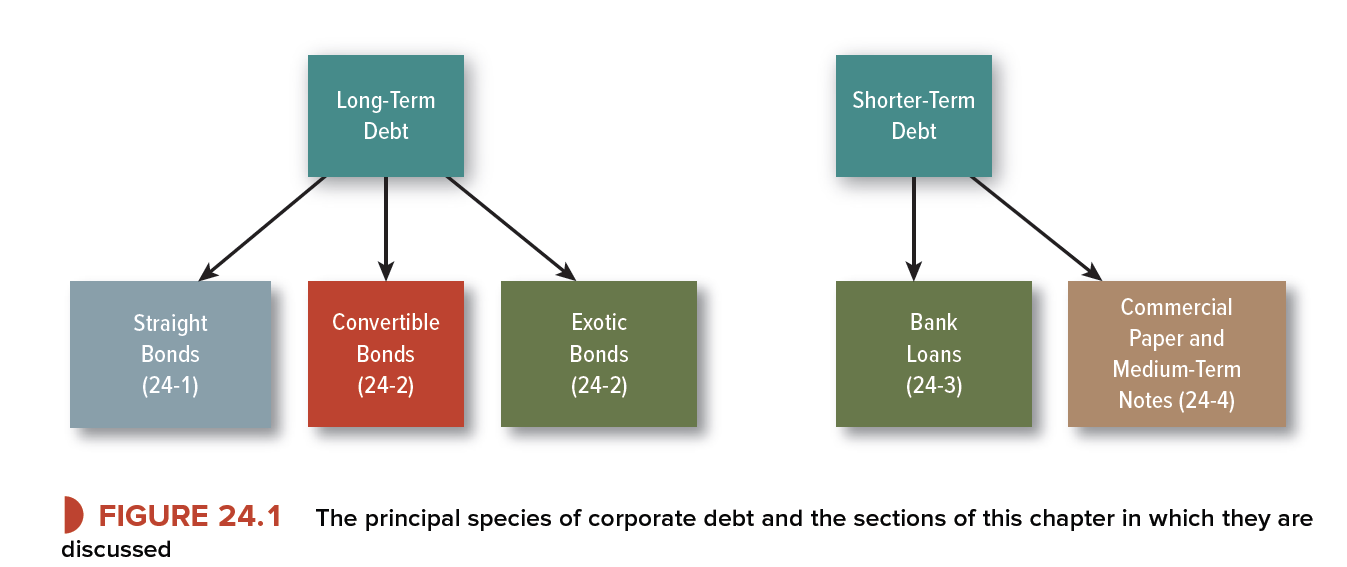 Long-Term
Debt
Shorter-Term
Debt
Straight
Bonds
(24-1)
Convertible
Bonds
(24-2)
Exotic
Bonds
(24-2)
Bank
Loans
(24-3)
Commercial
Paper and
Medium-Term
Notes (24-4)
FIGURE 24.1 The principal species of corporate debt and the sections of this chapter in which they are
discussed